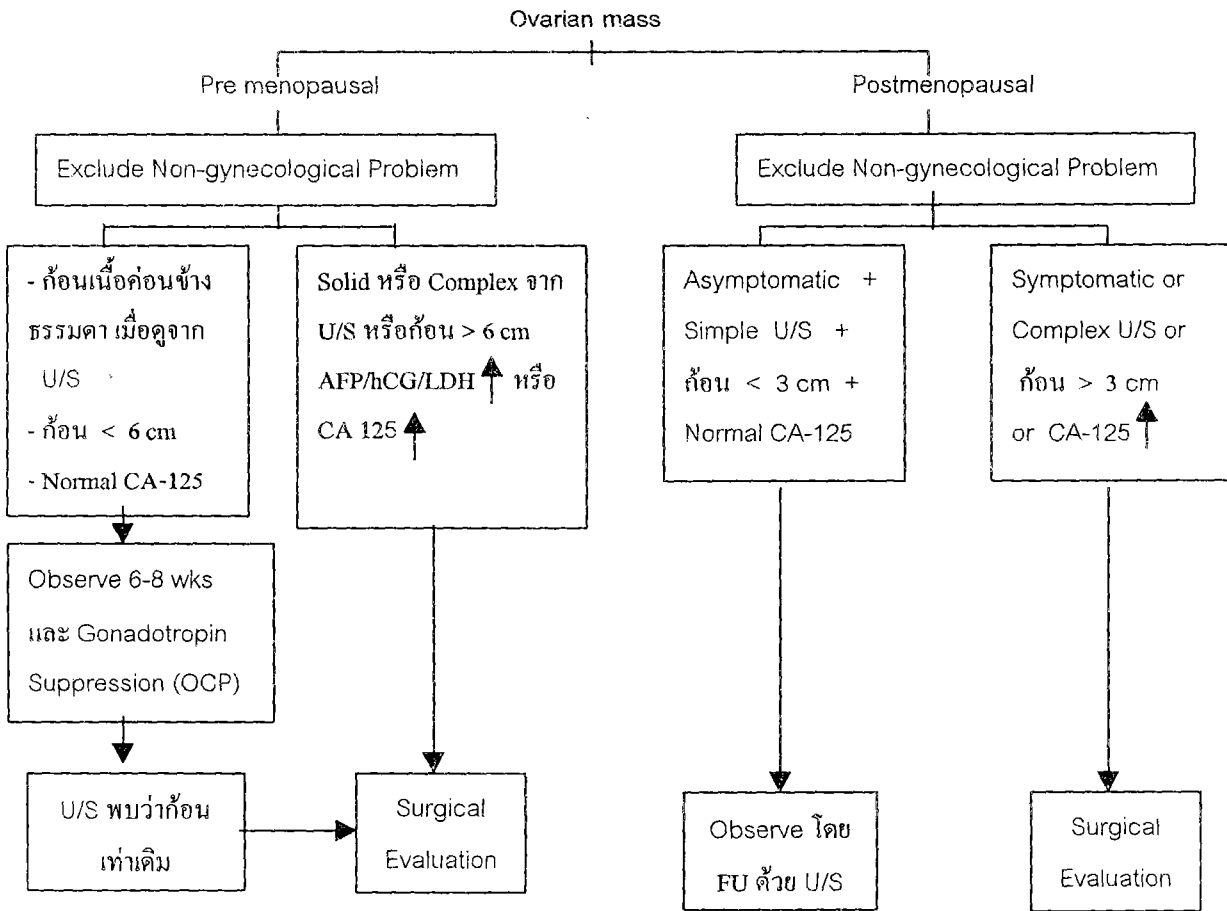 Ovarian mass
Pre menopausal
Postmenopausal
Exclude Non-gynecological Problem
Exclude Non-gynecological Problem
- ก้อนเนื้อค่อนข้าง
ธรรมดา เมื่อดูจาก
U/S
- ก้อน < 6 cm
- Normal CA-125
Solid หรือ Complex จาก
U/S หรือก้อน > 6 cm
AFP/hCG/LDH ↑ หรือ
CA 125 ↑
Asymptomatic +
Simple U/S +
ก้อน < 3 cm +
Normal CA-125
Symptomatic or
Complex U/S or
ก้อน > 3 cm
or CA-125 ↑
Observe 6-8 wks
และ Gonadotropin
Suppression (OCP)
U/S พบว่าก้อน
เท่าเดิม
Surgical
Evaluation
Observe โดย
FU ด้วย U/S
Surgical
Evaluation